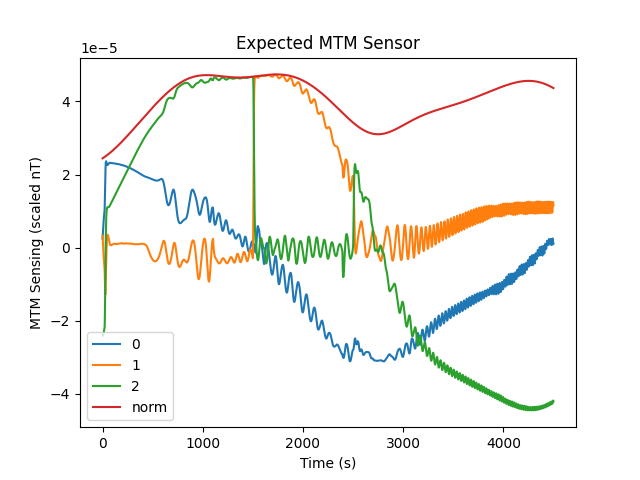 Expected MTM Sensor
1e−5
MTM Sensing (scaled nT)
4
2
0
−2
−4
0
1
2
norm
0
1000
2000
3000
4000
Time (s)